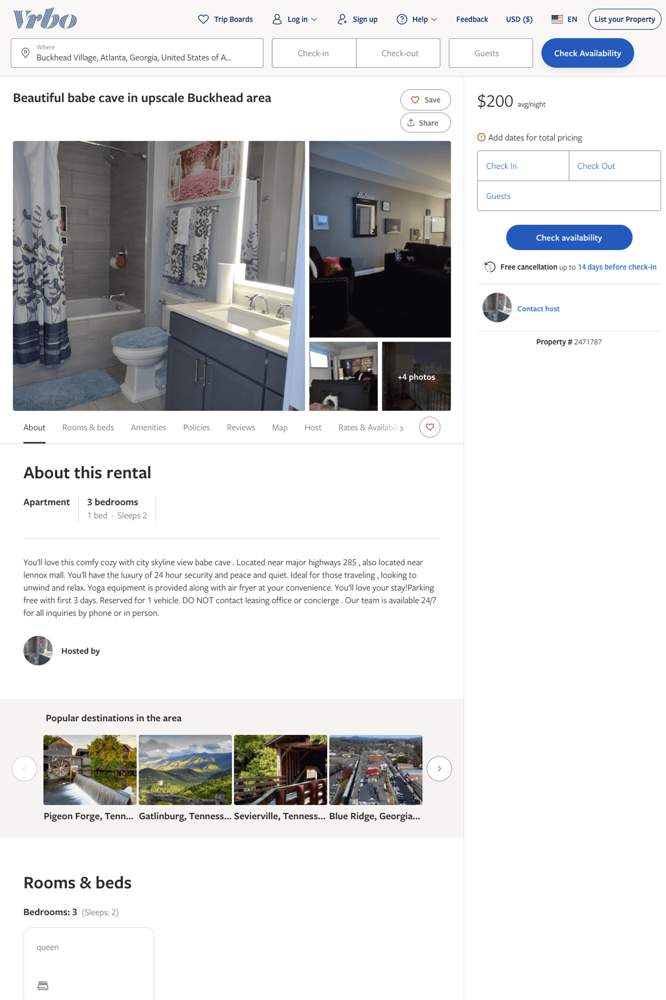 Vrbo
Trip Boards
Log in
Sign up
Help
Feedback
USD ($)
EN
List your Property
Where
Buckhead Village, Atlanta, Georgia, United States of A...
Check-in
Check-out
Guests
Check Availability
Beautiful babe cave in upscale Buckhead area
Save
Share
$200 avg/night
Add dates for total pricing
Check In
Check Out
Guests
Check availability
Free cancellation up to 14 days before check-in
Contact host
Property # 2471787
Believe
+4 photos
About
Rooms & beds
Amenities
Policies
Reviews
Map
Host
Rates & Availabili
About this rental
Apartment
3 bedrooms
1 bed · Sleeps 2
You'll love this comfy cozy with city skyline view babe cave . Located near major highways 285 , also located near
lennox mall. You'll have the luxury of 24 hour security and peace and quiet. Ideal for those traveling , looking to
unwind and relax. Yoga equipment is provided along with air fryer at your convenience. You'll love your stay!Parking
free with first 3 days. Reserved for 1 vehicle. DO NOT contact leasing office or concierge . Our team is available 24/7
for all inquiries by phone or in person.
Hosted by
Popular destinations in the area
Pigeon Forge, Tenn...
Gatlinburg, Tenness...
Sevierville, Tenness...
Blue Ridge, Georgia...
Rooms & beds
Bedrooms: 3 (Sleeps: 2)
queen